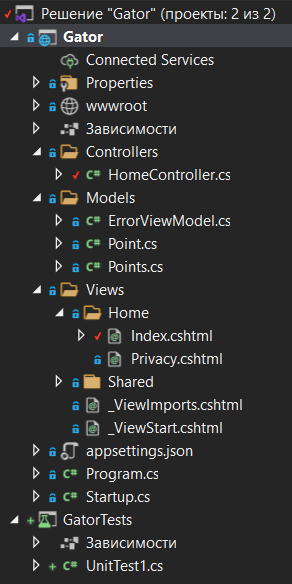 Решение "Gator" (проекты: 2 из 2)
Gator
Connected Services
Properties
wwwroot
Зависимости
Controllers
C# HomeController.cs
Models
C# ErrorViewModel.cs
C# Point.cs
C# Points.cs
Views
Home
Index.cshtml
Privacy.cshtml
Shared
_ViewImports.cshtml
_ViewStart.cshtml
appsettings.json
C# Program.cs
C# Startup.cs
GatorTests
Зависимости
C# UnitTest1.cs